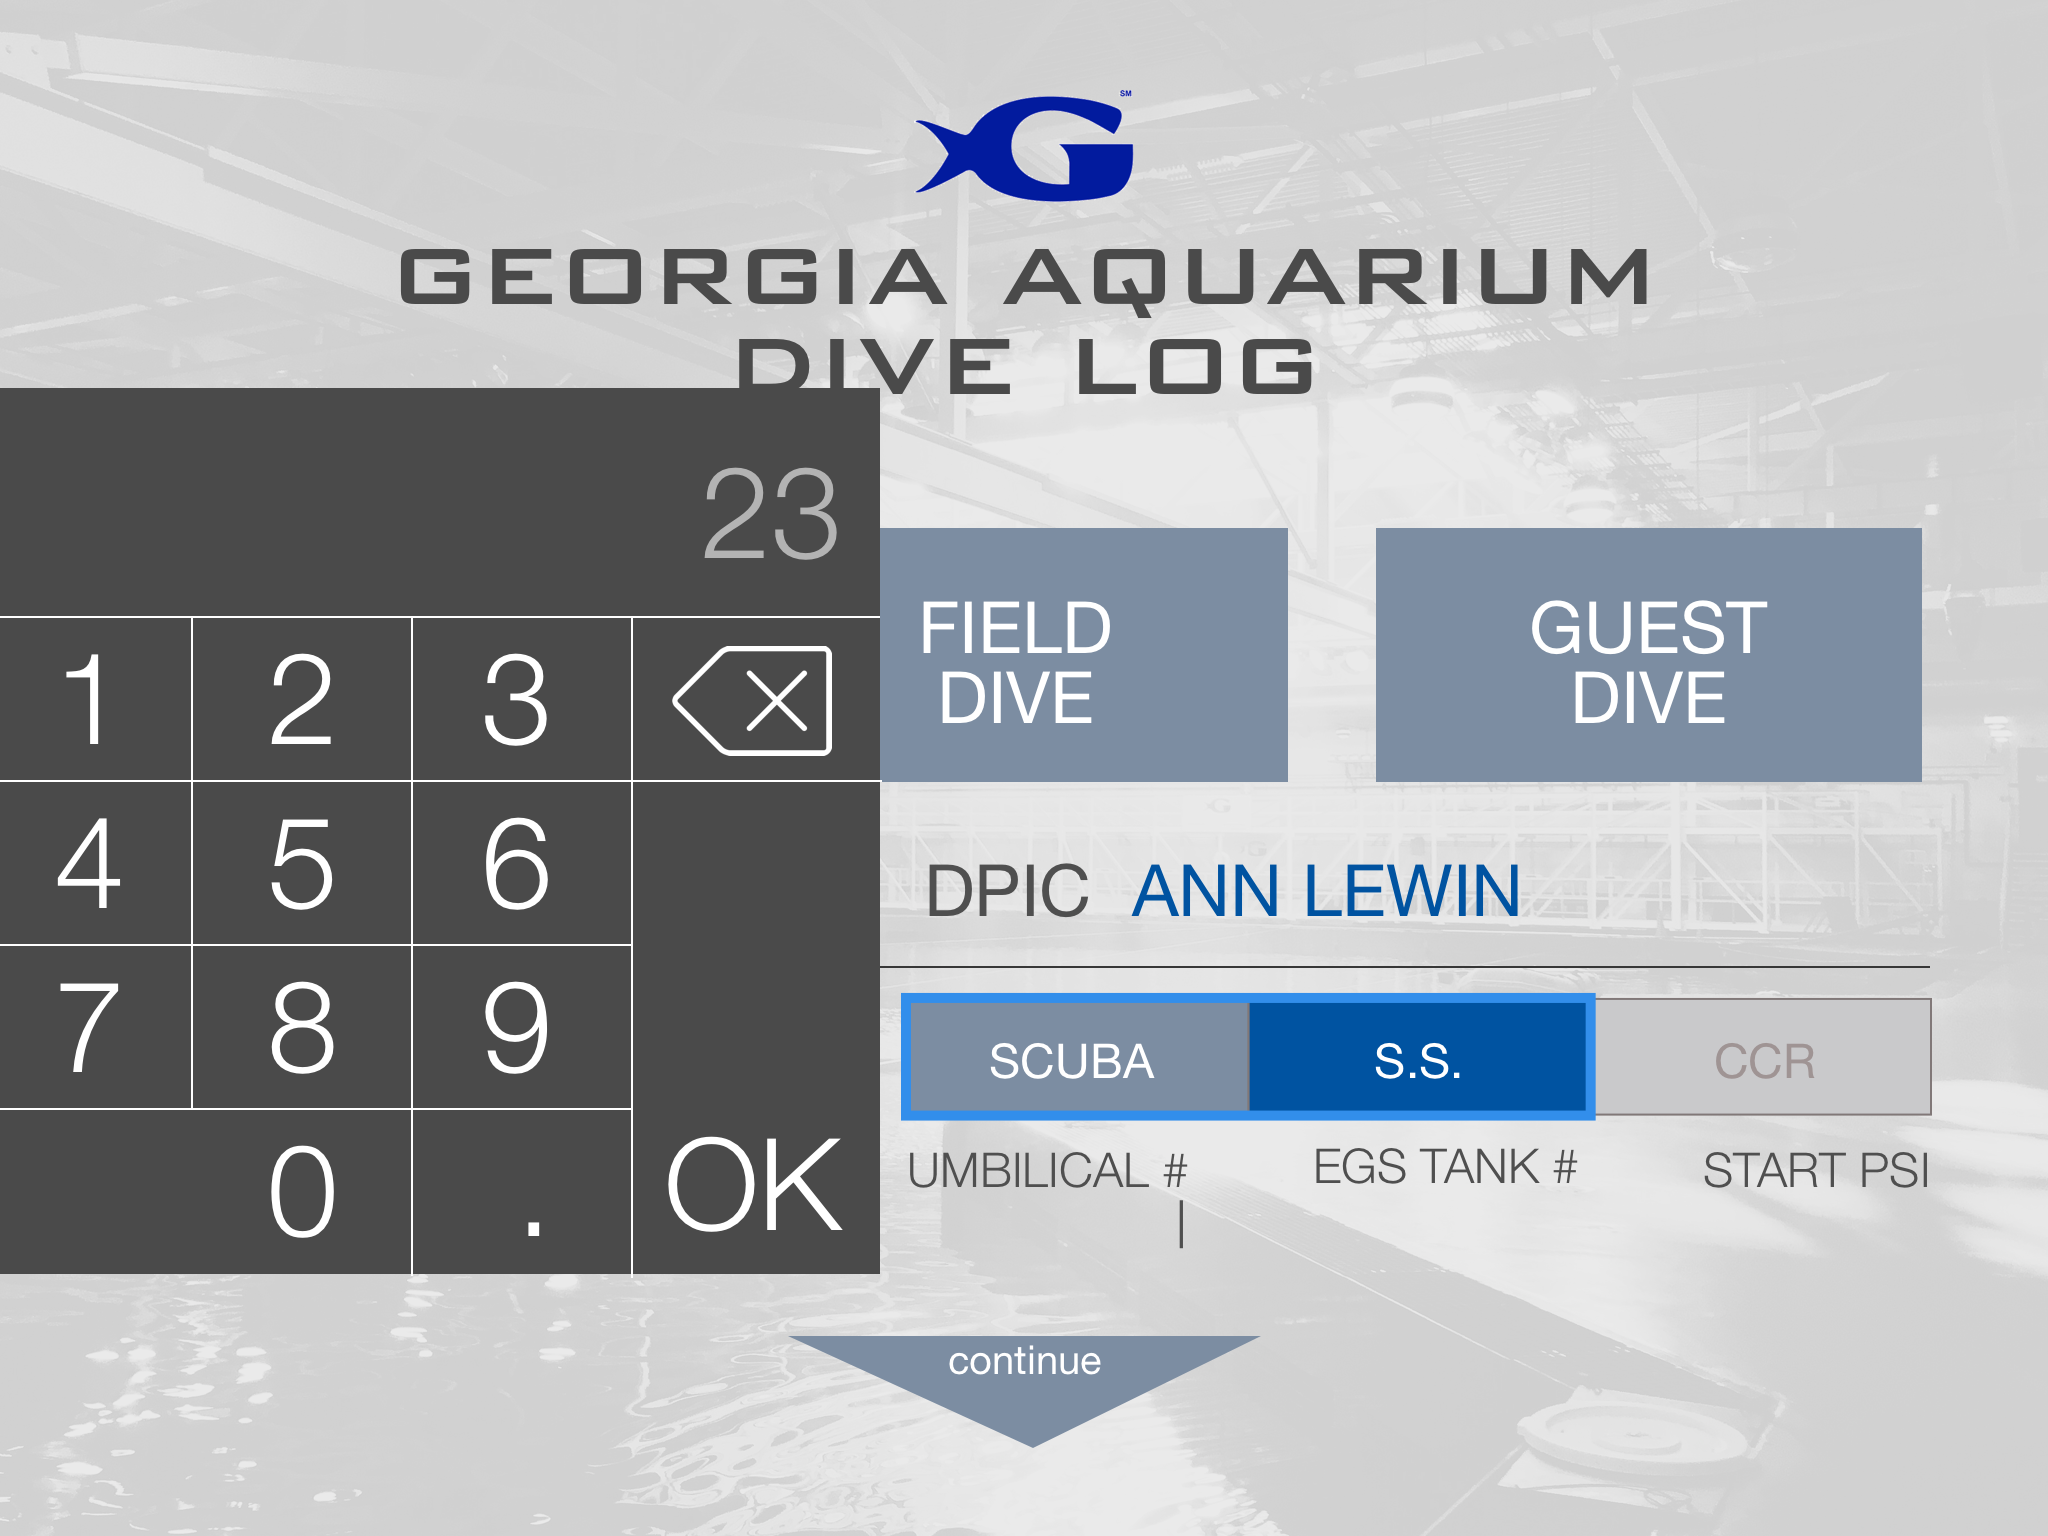 SM
GEORGIA AQUARIUM
DIVE LOG
23
1 2 3
4 5 6
7 8 9
0 . OK
FIELD
DIVE
GUEST
DIVE
DPIC ANN LEWIN
SCUBA S.S. CCR
UMBILICAL # EGS TANK # START PSI
continue